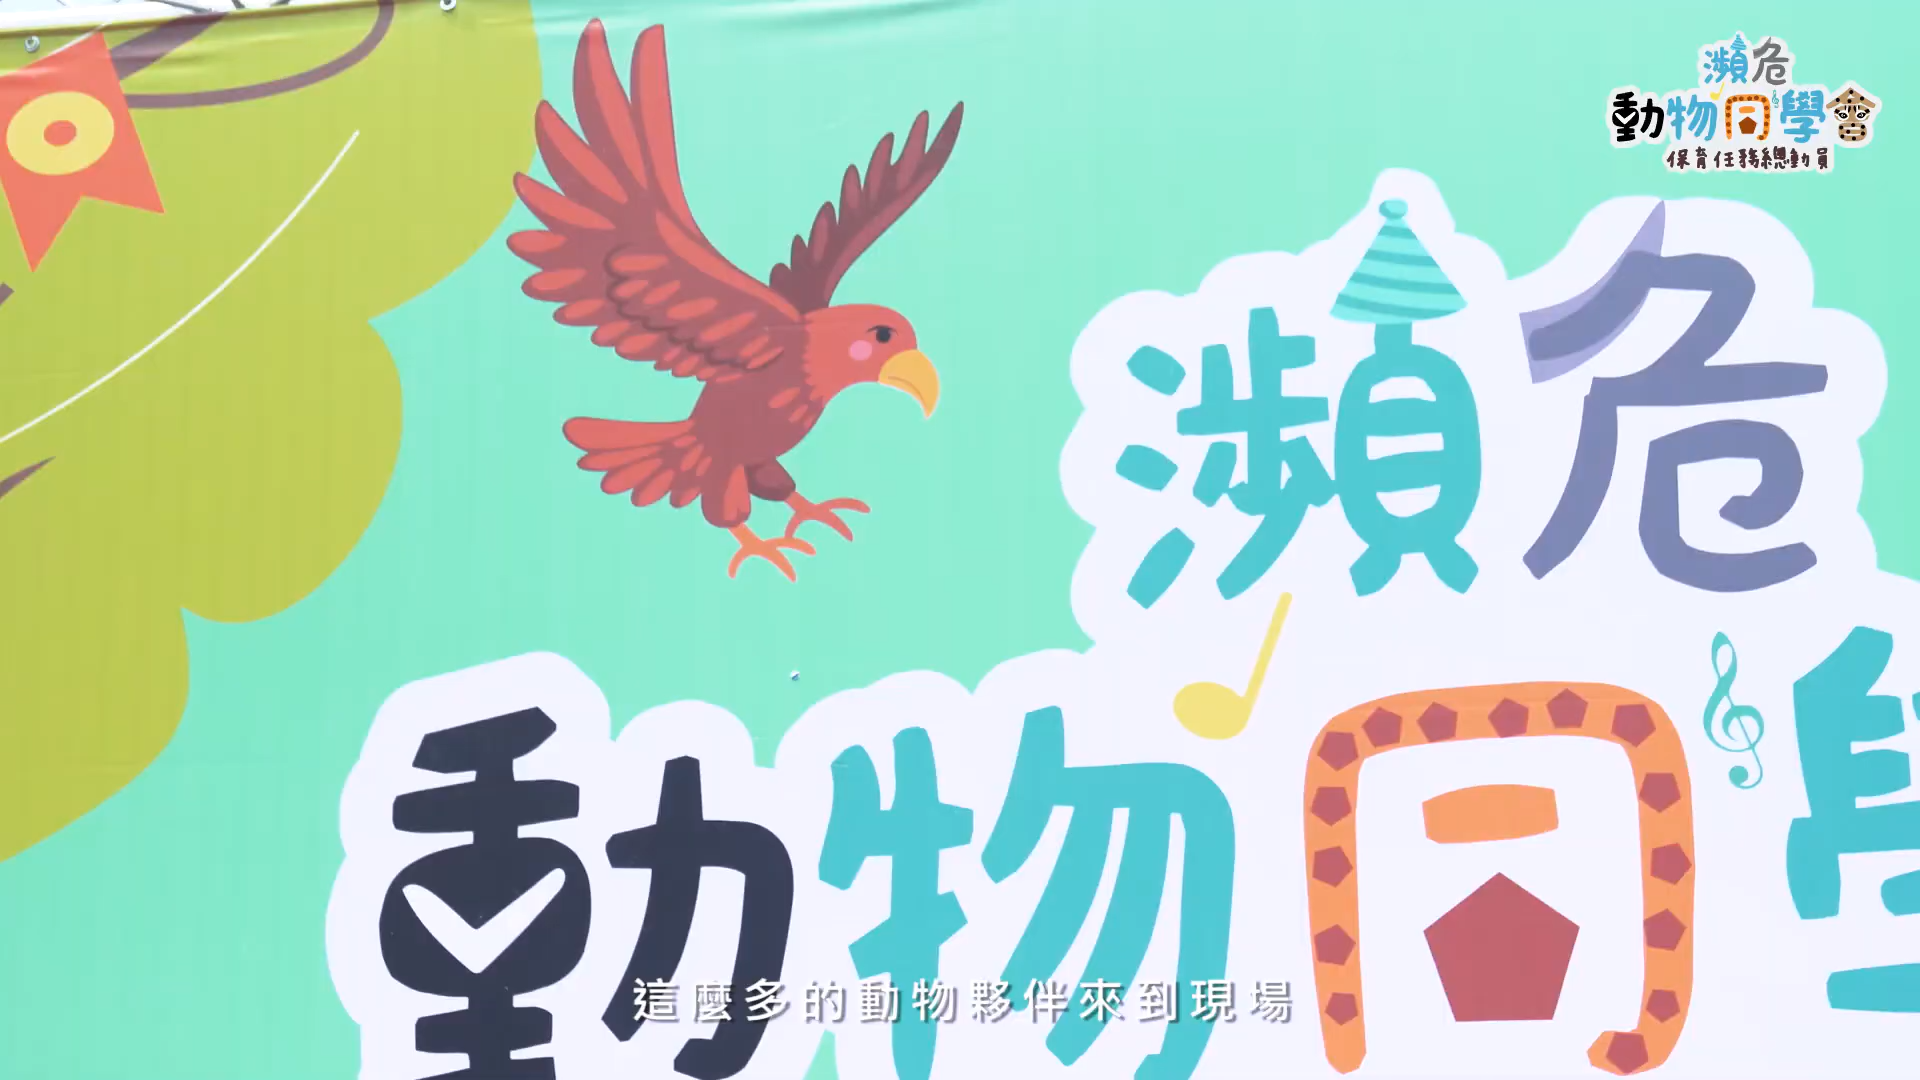 瀕危
動物同學會
保育任務總動員
瀕危
動物同學
這麼多的動物夥伴來到現場